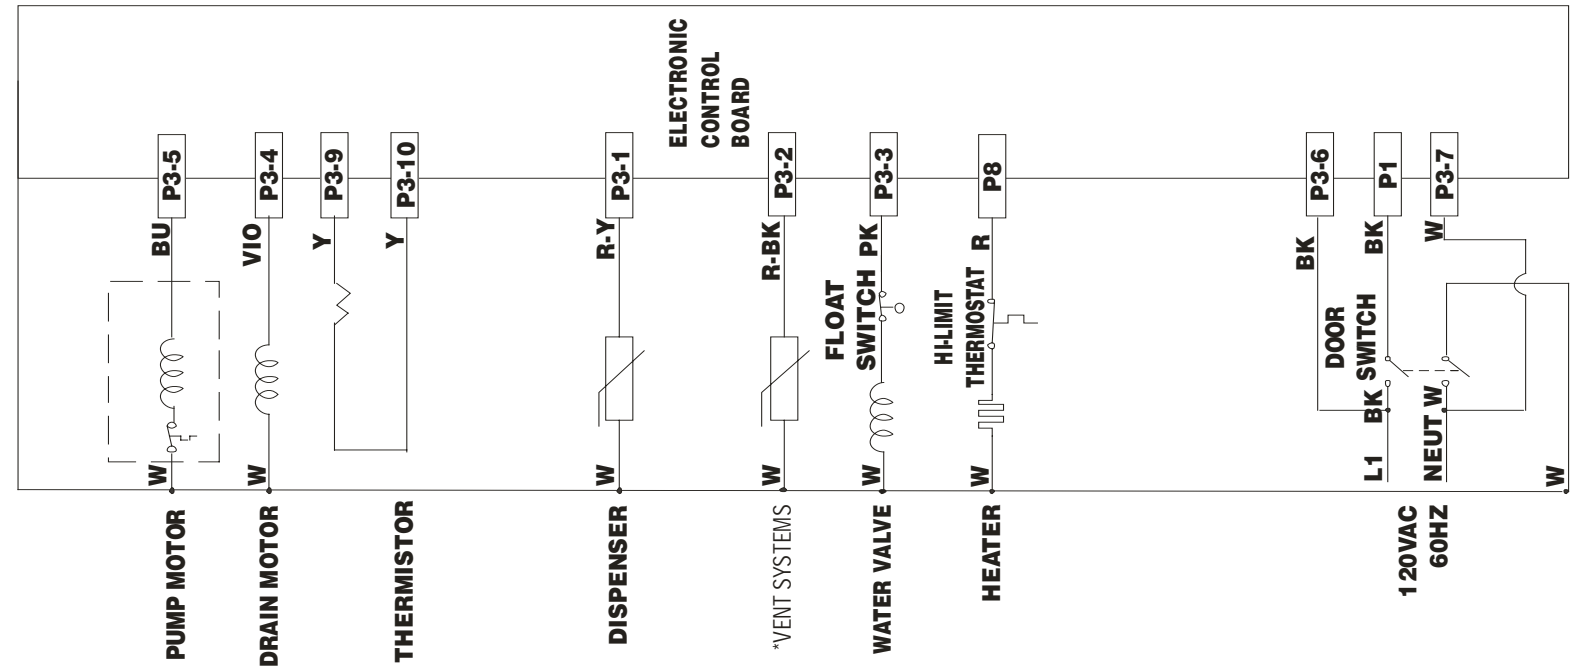 ELECTRONIC
CONTROL
BOARD
P3-5
P3-4
P3-9
P3-10
P3-1
P3-2
P3-3
P8
P3-6
P1
P3-7
BU
VIO
Y
Y
R-Y
R-BK
PK
R
BK
BK
W
FLOAT
SWITCH
HI-LIMIT
THERMOSTAT
DOOR
SWITCH
BK
W
W
W
W
W
W
W
L1
NEUT
W
PUMP MOTOR
DRAIN MOTOR
THERMISTOR
DISPENSER
*VENT SYSTEMS
WATER VALVE
HEATER
120VAC
60HZ